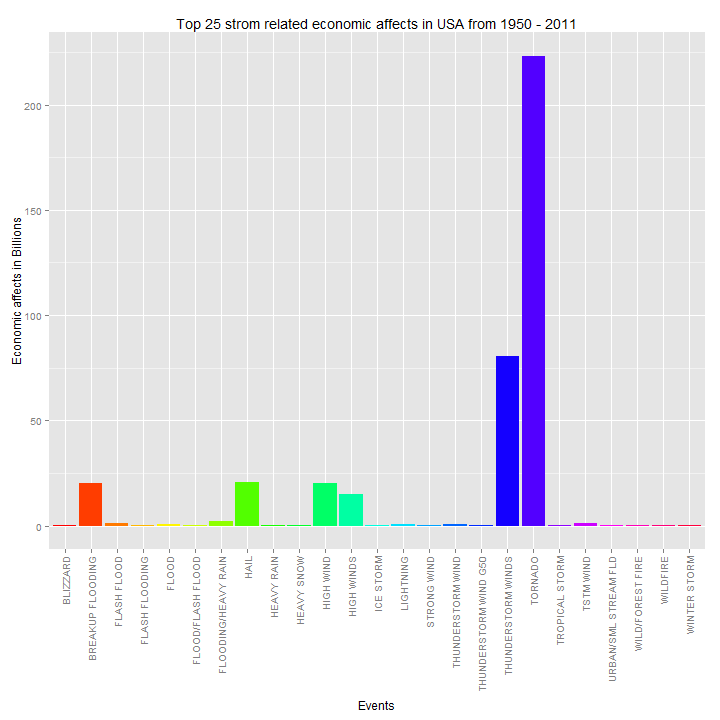 Top 25 strom related economic affects in USA from 1950 - 2011
Economic affects in Billions
200
150
100
50
0
BLIZZARD
BREAKUP FLOODING
FLASH FLOOD
FLASH FLOODING
FLOOD
FLOOD/FLASH FLOOD
FLOODING/HEAVY RAIN
HAIL
HEAVY RAIN
HEAVY SNOW
HIGH WIND
HIGH WINDS
ICE STORM
LIGHTNING
STRONG WIND
THUNDERSTORM WIND
THUNDERSTORM WIND G50
THUNDERSTORM WINDS
TORNADO
TROPICAL STORM
TSTM WIND
URBAN/SML STREAM FLD
WILD/FOREST FIRE
WILDFIRE
WINTER STORM
Events